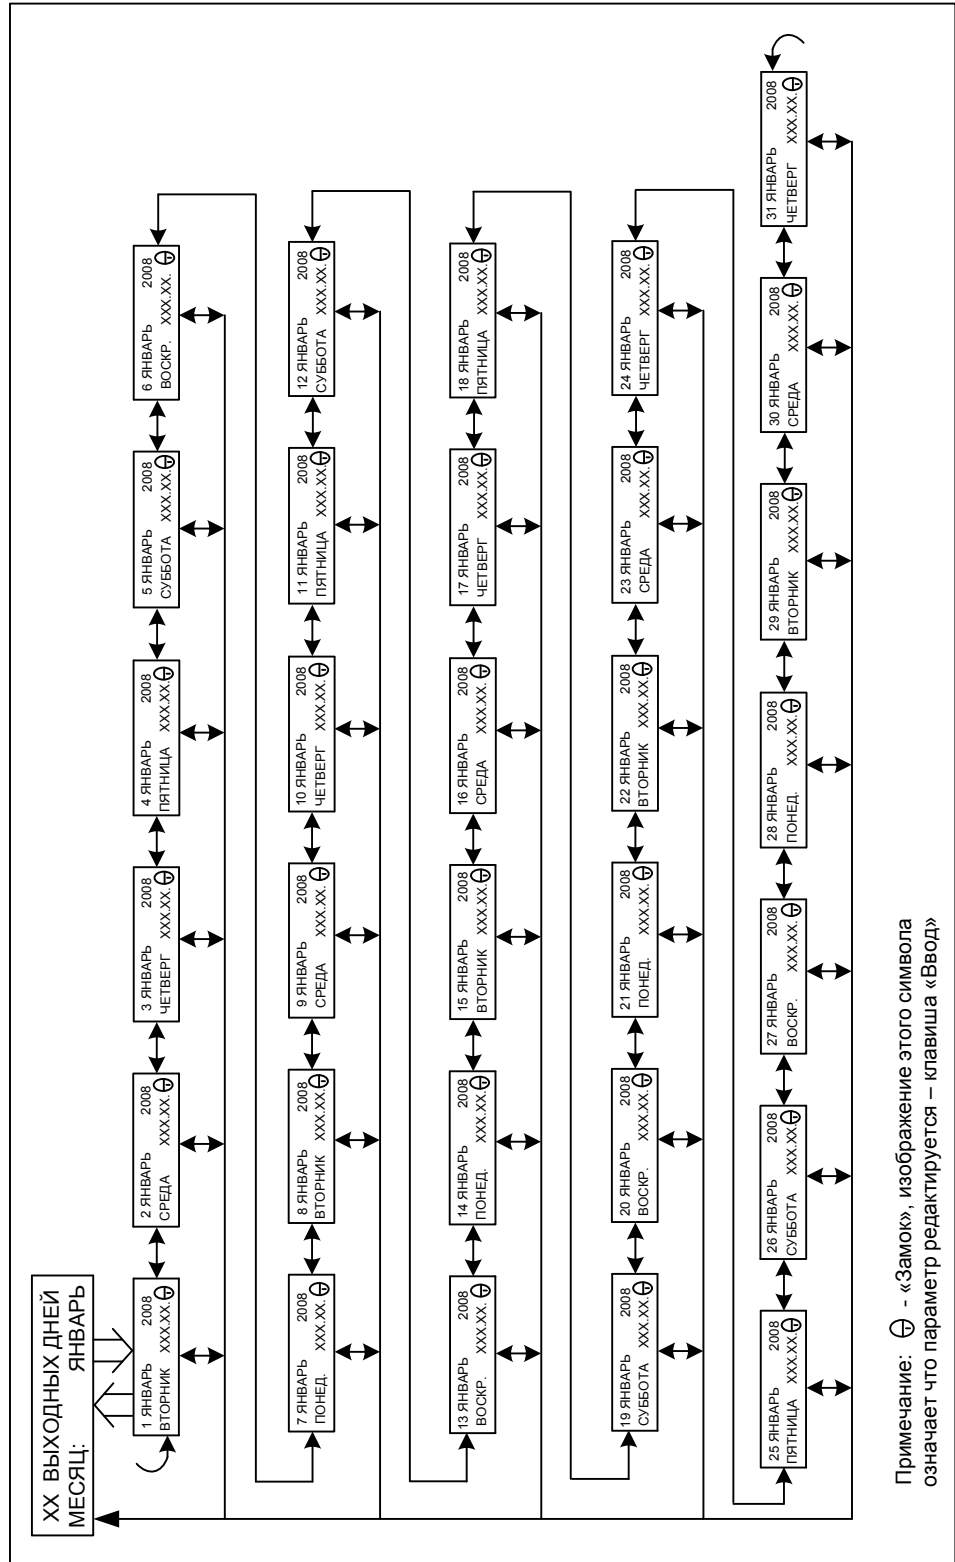 XX ВЫХОДНЫХ ДНЕЙ
МЕСЯЦ: ЯНВАРЬ
1 ЯНВАРЬ 2008
ВТОРНИК XXX.XX.
2 ЯНВАРЬ 2008
СРЕДА XXX.XX.
3 ЯНВАРЬ 2008
ЧЕТВЕРГ XXX.XX.
4 ЯНВАРЬ 2008
ПЯТНИЦА XXX.XX.
5 ЯНВАРЬ 2008
СУББОТА XXX.XX.
6 ЯНВАРЬ 2008
ВОСКР. XXX.XX.
7 ЯНВАРЬ 2008
ПОНЕД. XXX.XX.
8 ЯНВАРЬ 2008
ВТОРНИК XXX.XX.
9 ЯНВАРЬ 2008
СРЕДА XXX.XX.
10 ЯНВАРЬ 2008
ЧЕТВЕРГ XXX.XX.
11 ЯНВАРЬ 2008
ПЯТНИЦА XXX.XX.
12 ЯНВАРЬ 2008
СУББОТА XXX.XX.
13 ЯНВАРЬ 2008
ВОСКР. XXX.XX.
14 ЯНВАРЬ 2008
ПОНЕД. XXX.XX.
15 ЯНВАРЬ 2008
ВТОРНИК XXX.XX.
16 ЯНВАРЬ 2008
СРЕДА XXX.XX.
17 ЯНВАРЬ 2008
ЧЕТВЕРГ XXX.XX.
18 ЯНВАРЬ 2008
ПЯТНИЦА XXX.XX.
19 ЯНВАРЬ 2008
СУББОТА XXX.XX.
20 ЯНВАРЬ 2008
ВОСКР. XXX.XX.
21 ЯНВАРЬ 2008
ПОНЕД. XXX.XX.
22 ЯНВАРЬ 2008
ВТОРНИК XXX.XX.
23 ЯНВАРЬ 2008
СРЕДА XXX.XX.
24 ЯНВАРЬ 2008
ЧЕТВЕРГ XXX.XX.
25 ЯНВАРЬ 2008
ПЯТНИЦА XXX.XX.
26 ЯНВАРЬ 2008
СУББОТА XXX.XX.
27 ЯНВАРЬ 2008
ВОСКР. XXX.XX.
28 ЯНВАРЬ 2008
ПОНЕД. XXX.XX.
29 ЯНВАРЬ 2008
ВТОРНИК XXX.XX.
30 ЯНВАРЬ 2008
СРЕДА XXX.XX.
31 ЯНВАРЬ 2008
ЧЕТВЕРГ XXX.XX.
Примечание: - «Замок», изображение этого символа
означает что параметр редактируется – клавиша «Ввод»